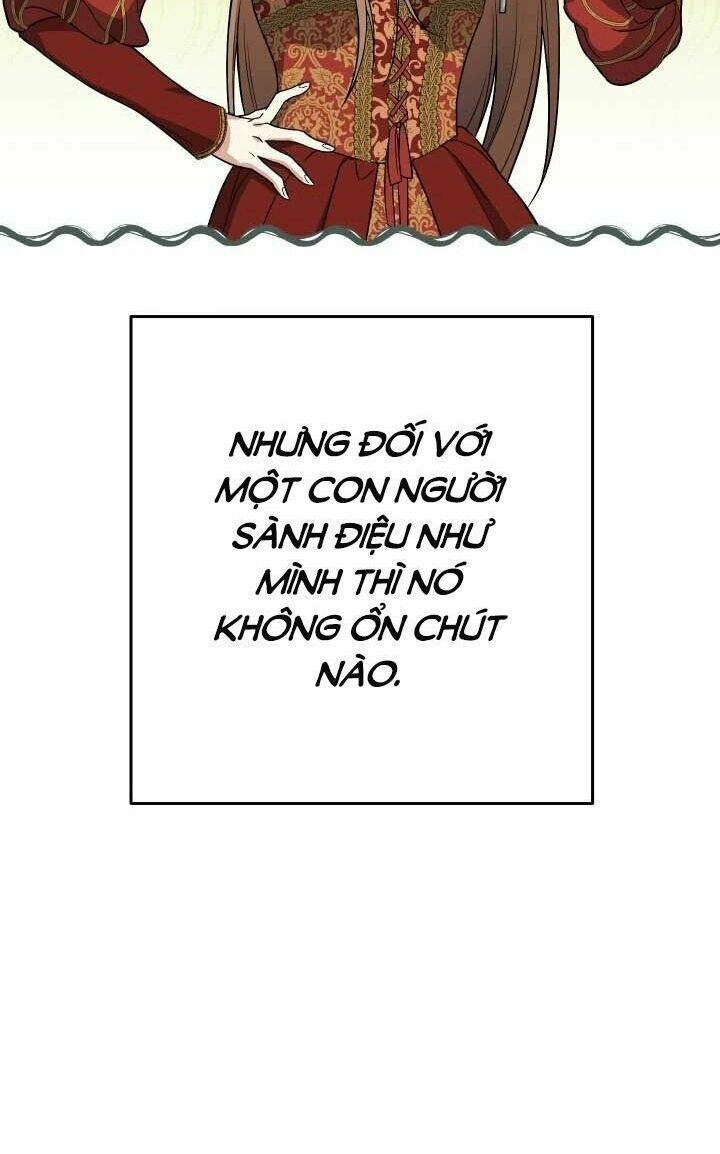 NHƯNG ĐỐI VỚI
MỘT CON NGƯỜI
SÀNH ĐIỆU NHƯ
MÌNH THÌ NÓ
KHÔNG ỔN CHÚT
NÀO.